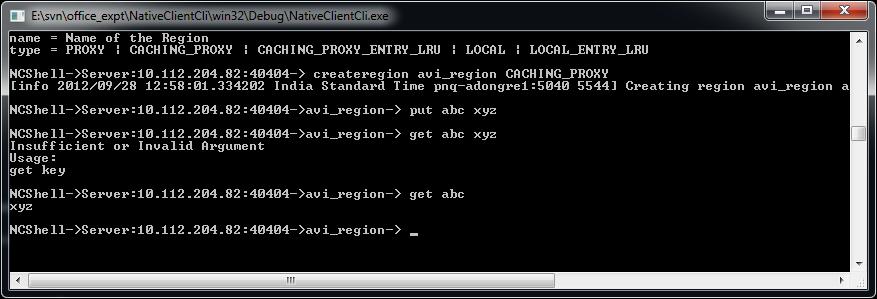 E:\svn\office_expt\NativeClientCli\win32\Debug\NativeClientCli.exe
name = Name of the Region
type = PROXY | CACHING_PROXY | CACHING_PROXY_ENTRY_LRU | LOCAL | LOCAL_ENTRY_LRU
NCShell->Server:10.112.204.82:40404-> createregion avi_region CACHING_PROXY
[info 2012/09/28 12:58:01.334202 India Standard Time pnq-adongre1:5040 5544] Creating region avi_region a
NCShell->Server:10.112.204.82:40404->avi_region-> put abc xyz
NCShell->Server:10.112.204.82:40404->avi_region-> get abc xyz
Insufficient or Invalid Argument
Usage:
get key
NCShell->Server:10.112.204.82:40404->avi_region-> get abc
xyz
NCShell->Server:10.112.204.82:40404->avi_region-> _